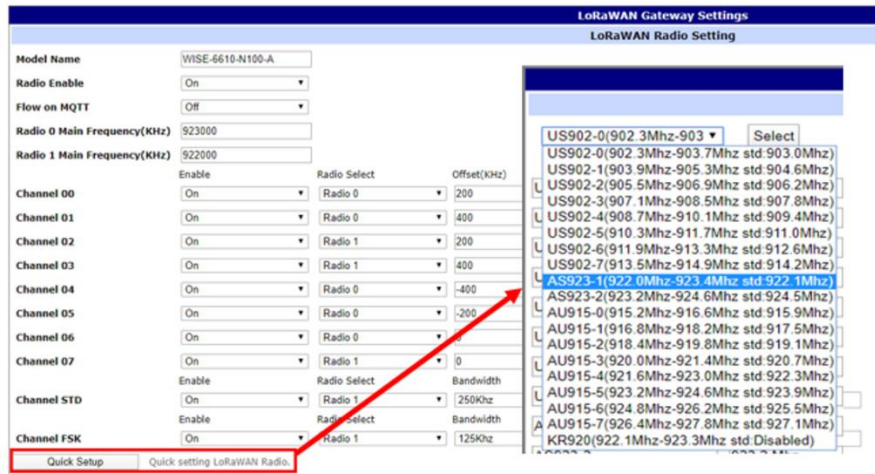 LoRaWAN Gateway Settings
LoRaWAN Radio Setting
Model Name WISE-6610-N100-A
Radio Enable On
Flow on MQTT Off
Radio 0 Main Frequency(KHz) 923000
Radio 1 Main Frequency(KHz) 922000
Enable Radio Select Offset(KHz)
Channel 00 On Radio 0 200
Channel 01 On Radio 0 400
Channel 02 On Radio 1 200
Channel 03 On Radio 1 400
Channel 04 On Radio 0 -400
Channel 05 On Radio 0 -200
Channel 06 On Radio 0
Channel 07 On Radio 1 0
Enable Radio Select Bandwidth
Channel STD On Radio 1 250Khz
Enable Radio Select Bandwidth
Channel FSK On Radio 1 125Khz
Quick Setup Quick setting LoRaWAN Radio.
US902-0(902.3Mhz-903 Select
US902-0(902.3Mhz-903.7Mhz std:903.0Mhz)
US902-1(903.9Mhz-905.3Mhz std:904.6Mhz)
US902-2(905.5Mhz-906.9Mhz std:906.2Mhz)
US902-3(907.1Mhz-908.5Mhz std:907.8Mhz)
US902-4(908.7Mhz-910.1Mhz std:909.4Mhz)
US902-5(910.3Mhz-911.7Mhz std:911.0Mhz)
US902-6(911.9Mhz-913.3Mhz std:912.6Mhz)
US902-7(913.5Mhz-914.9Mhz std:914.2Mhz)
AS923-1(922.0Mhz-923.4Mhz std:922.1Mhz)
AS923-2(923.2Mhz-924.6Mhz std:924.5Mhz)
AU915-0(915.2Mhz-916.6Mhz std:915.9Mhz)
AU915-1(916.8Mhz-918.2Mhz std:917.5Mhz)
AU915-2(918.4Mhz-919.8Mhz std:919.1Mhz)
AU915-3(920.0Mhz-921.4Mhz std:920.7Mhz)
AU915-4(921.6Mhz-923.0Mhz std:922.3Mhz)
AU915-5(923.2Mhz-924.6Mhz std:923.9Mhz)
AU915-6(924.8Mhz-926.2Mhz std:925.5Mhz)
AU915-7(926.4Mhz-927.8Mhz std:927.1Mhz)
KR920(922.1Mhz-923.3Mhz std:Disabled)